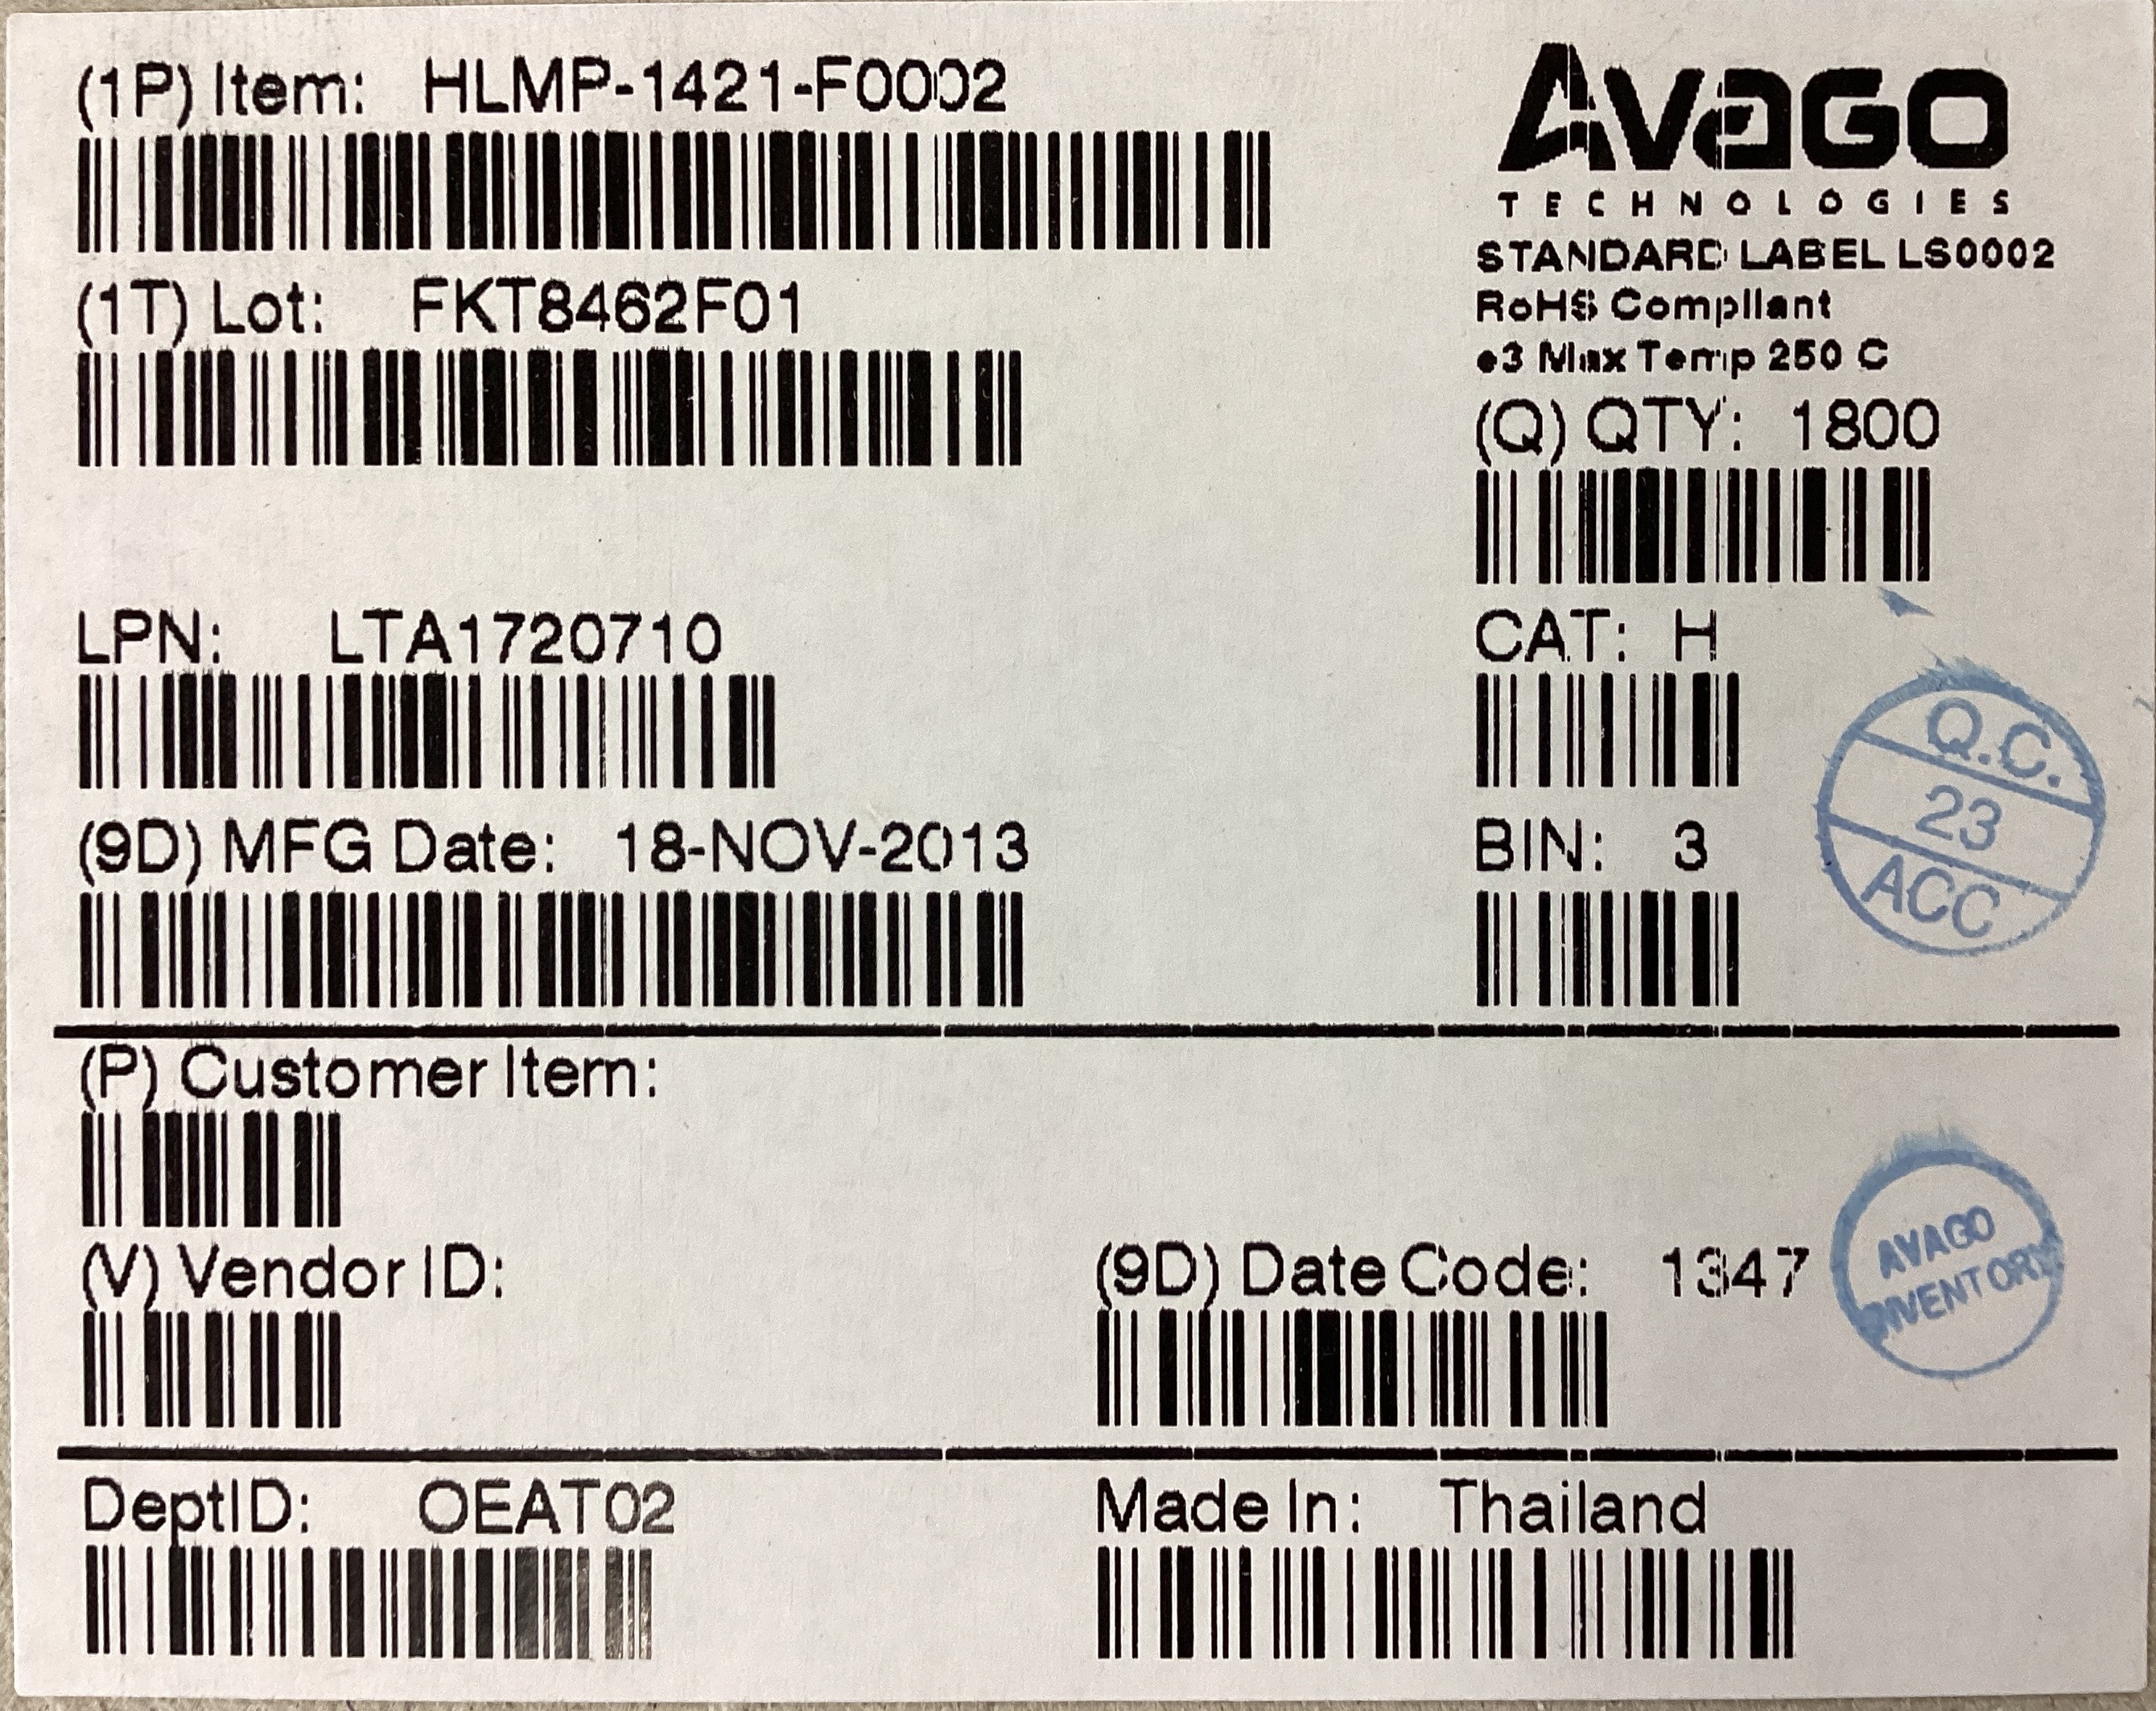 (1P) Item: HLMP-1421-F0002
AVAGO
TECHNOLOGIES
STANDARD LABEL LS0002
RoHS Compliant
e3 Max Temp 250 C
(1T) Lot: FKT8462F01
(Q) QTY: 1800
LPN: LTA1720710
CAT: H
Q.C.
23
ACC
(9D) MFG Date: 18-NOV-2013
BIN: 3
(P) Customer Item:
(V) Vendor ID:
(9D) Date Code: 1347
AVAGO
INVENTORY
DeptID: OEAT02
Made In: Thailand